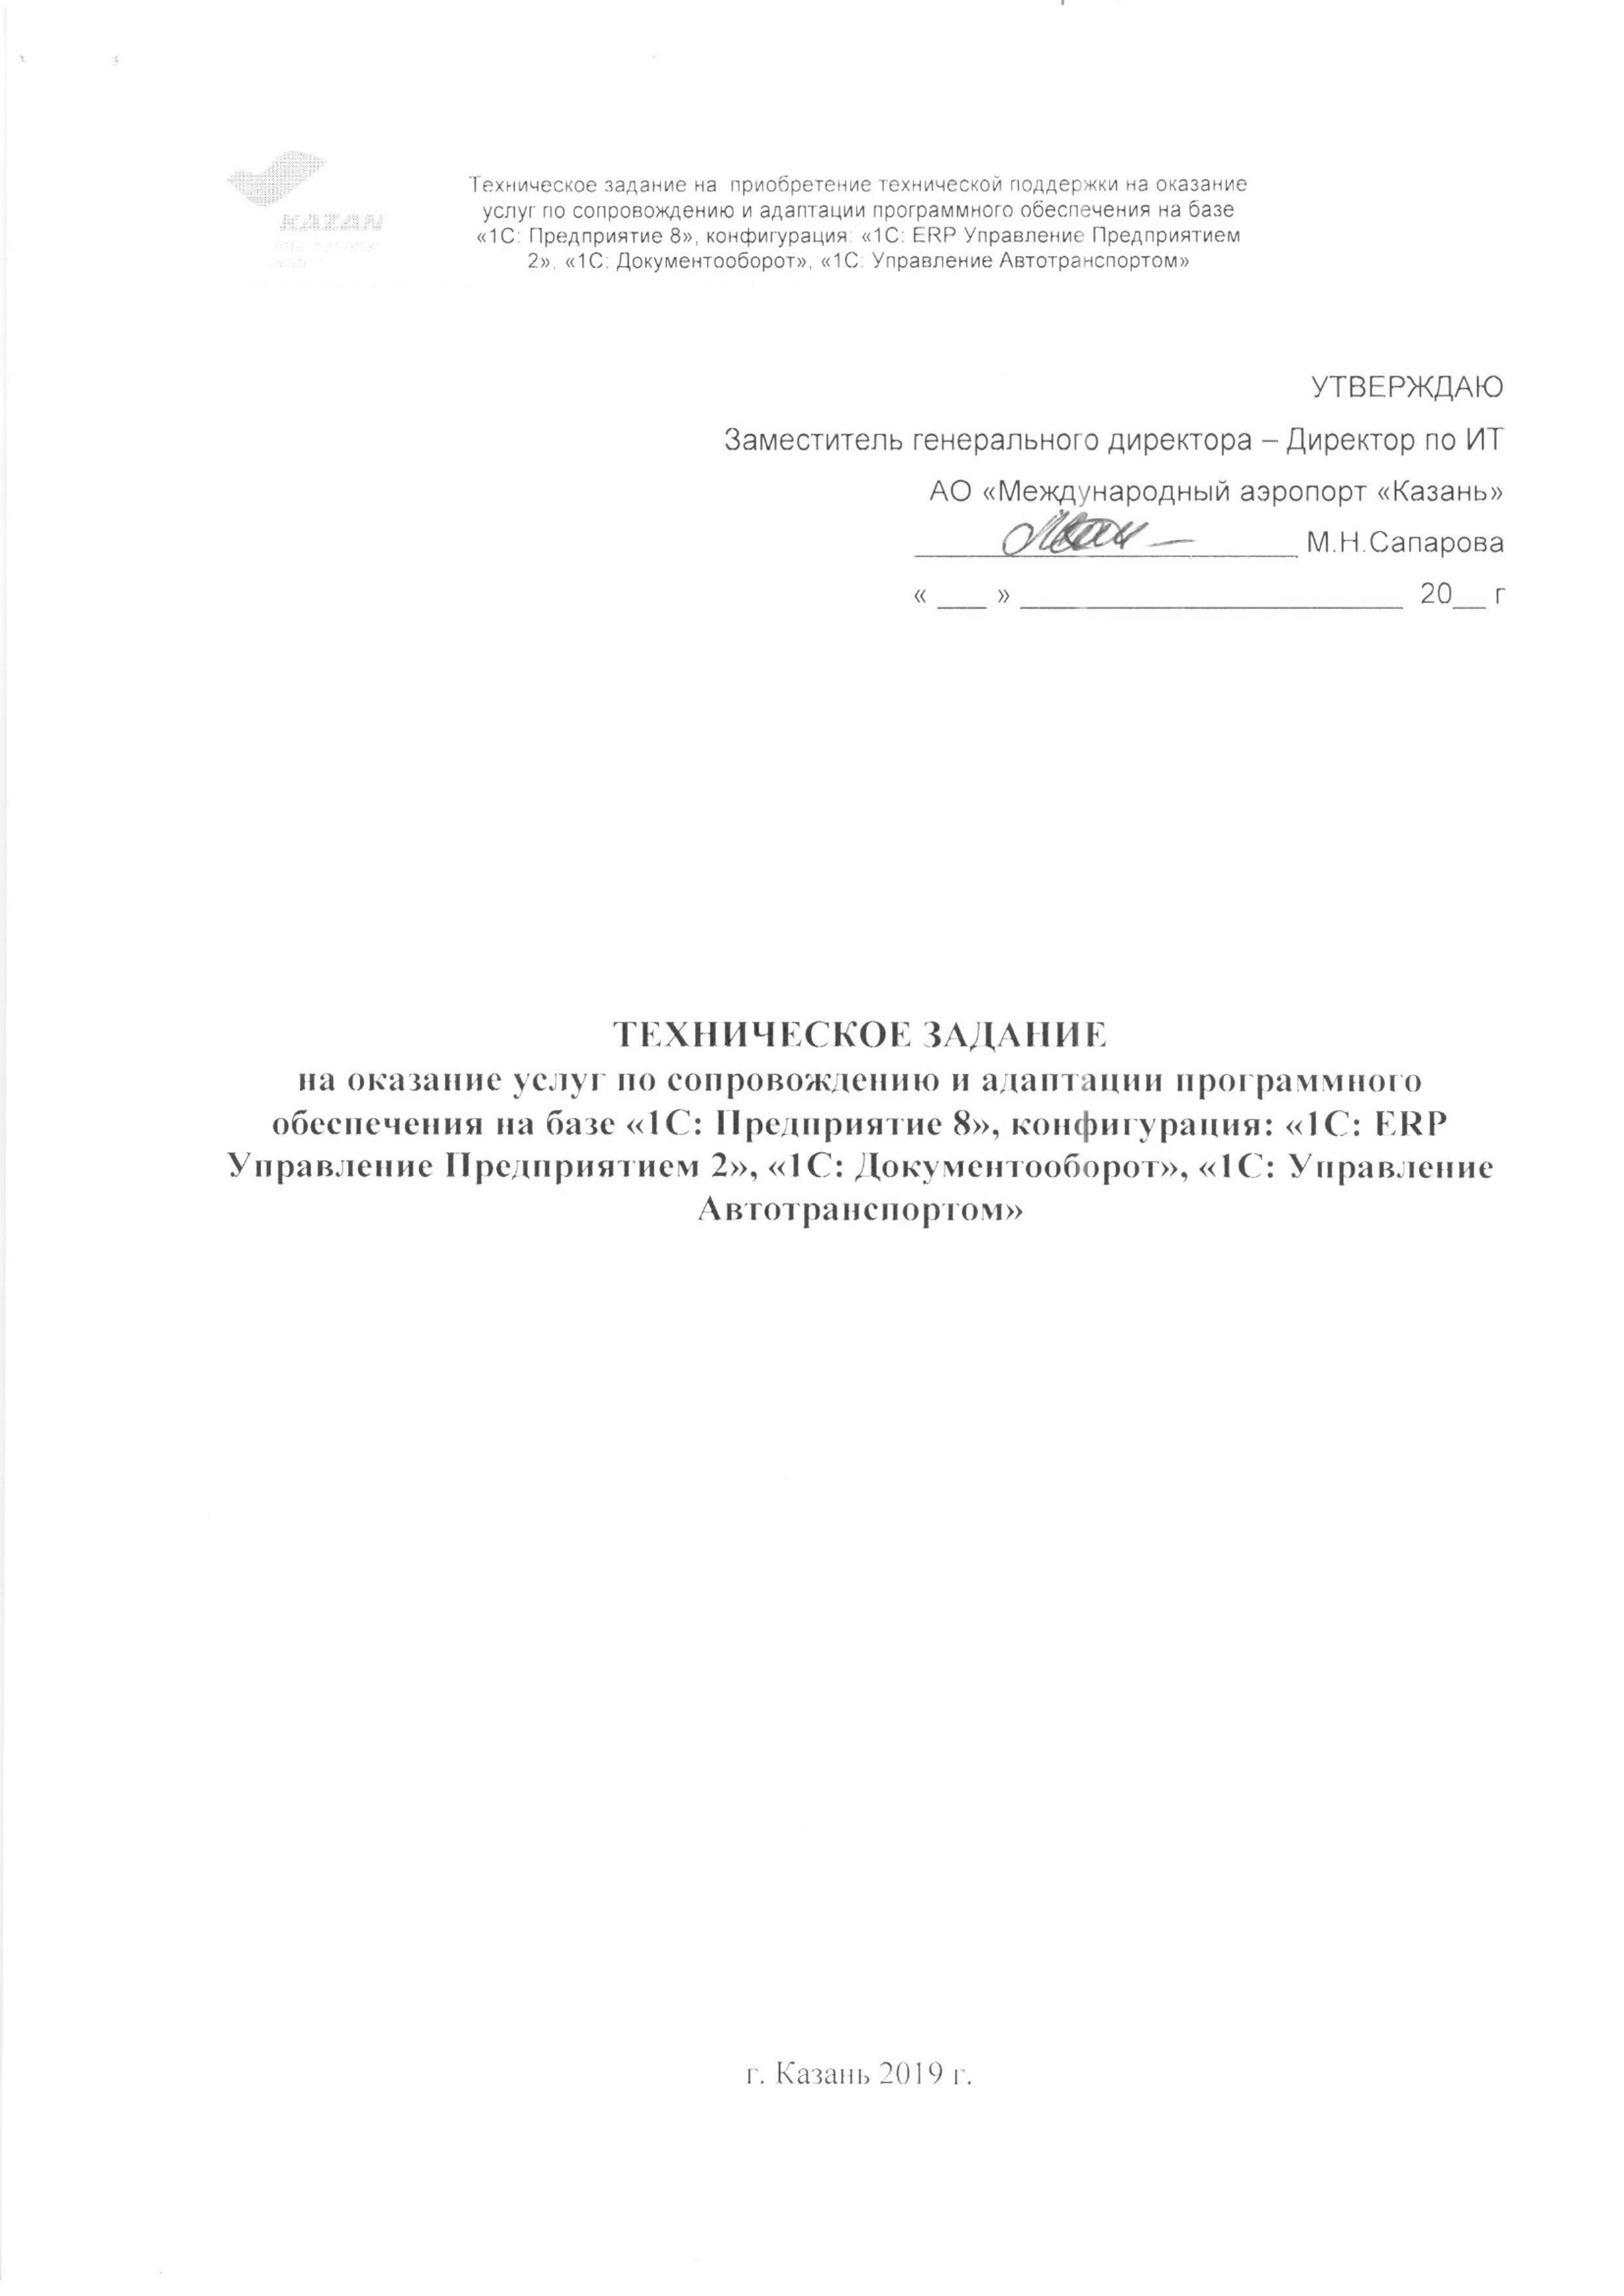 KAZAN
International
Техническое задание на приобретение технической поддержки на оказание
услуг по сопровождению и адаптации программного обеспечения на базе
«1С: Предприятие 8», конфигурация: «1С: ERP Управление Предприятием
2», «1С: Документооборот», «1С: Управление Автотранспортом»
УТВЕРЖДАЮ
Заместитель генерального директора – Директор по ИТ
АО «Международный аэропорт «Казань»
_______________________ М.Н.Сапарова
« ___ » _______________________ 20__ г
ТЕХНИЧЕСКОЕ ЗАДАНИЕ
на оказание услуг по сопровождению и адаптации программного
обеспечения на базе «1С: Предприятие 8», конфигурация: «1С: ERP
Управление Предприятием 2», «1С: Документооборот», «1С: Управление
Автотранспортом»
г. Казань 2019 г.